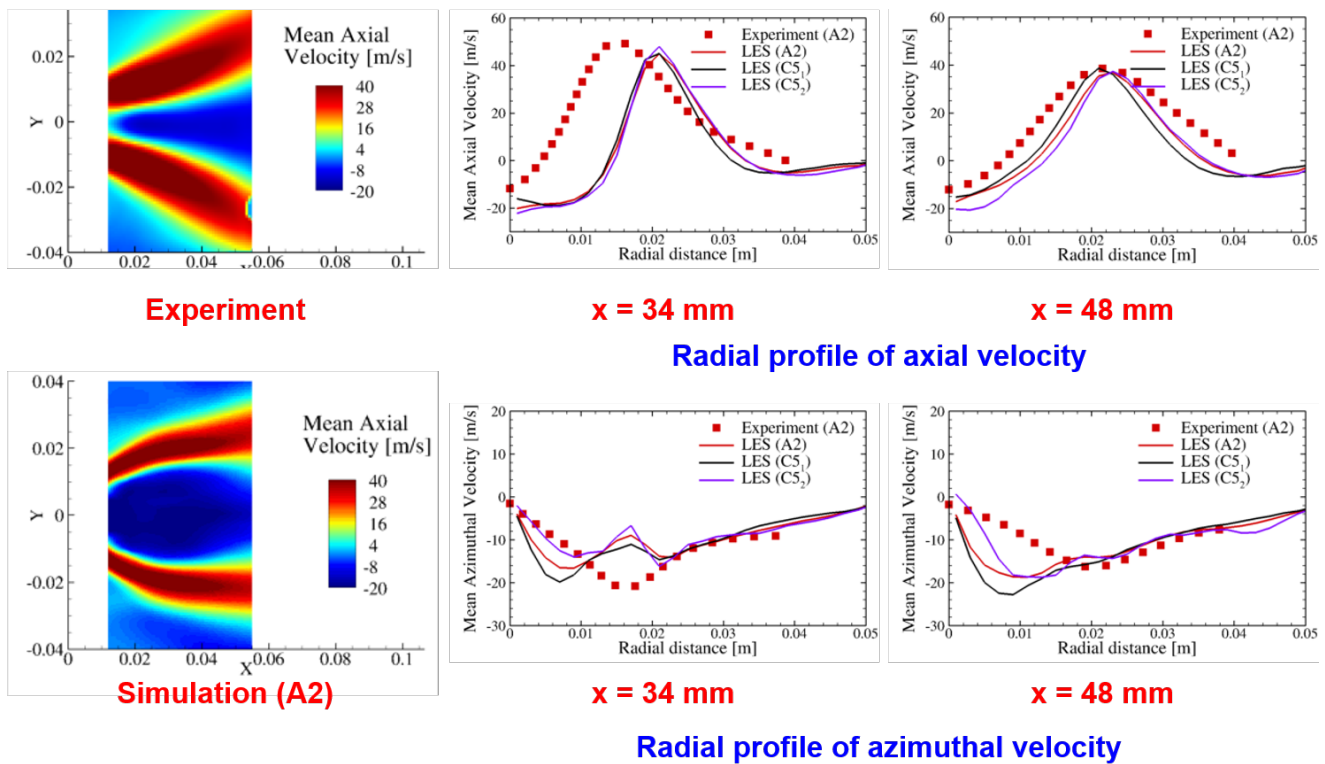 0.02
0
-0.02
-0.04
Y
0
0.02
0.04
0.06
0.08
0.1
Mean Axial
Velocity [m/s]
40
28
16
4
-8
-20
60
40
20
0
-20
Mean Axial Velocity [m/s]
Experiment (A2)
LES (A2)
LES (C5₁)
LES (C5₂)
0
0.01
0.02
0.03
0.04
0.05
Radial distance [m]
60
40
20
0
-20
Mean Axial Velocity [m/s]
Experiment (A2)
LES (A2)
LES (C5₁)
LES (C5₂)
0
0.01
0.02
0.03
0.04
0.05
Radial distance [m]
Experiment
x = 34 mm
x = 48 mm
Radial profile of axial velocity
0.04
0.02
0
-0.02
-0.04
Y
0
0.02
0.04
0.06
0.08
0.1
X
Mean Axial
Velocity [m/s]
40
28
16
4
-8
-20
20
10
0
-10
-20
-30
Mean Azimuthal Velocity [m/s]
Experiment (A2)
LES (A2)
LES (C5₁)
LES (C5₂)
0
0.01
0.02
0.03
0.04
0.05
Radial distance [m]
20
10
0
-10
-20
-30
Mean Azimuthal Velocity [m/s]
Experiment (A2)
LES (A2)
LES (C5₁)
LES (C5₂)
0
0.01
0.02
0.03
0.04
0.05
Radial distance [m]
Simulation (A2)
x = 34 mm
x = 48 mm
Radial profile of azimuthal velocity